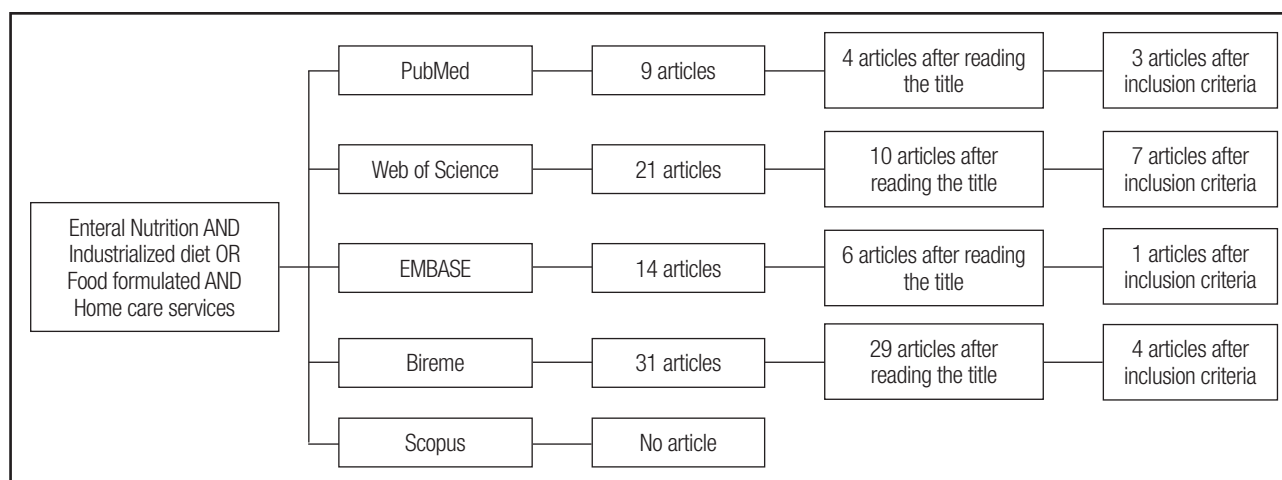 PubMed
9 articles
4 articles after reading
the title
3 articles after
inclusion criteria
Web of Science
21 articles
10 articles after
reading the title
7 articles after
inclusion criteria
Enteral Nutrition AND
Industrialized diet OR
Food formulated AND
Home care services
EMBASE
14 articles
6 articles after reading
the title
1 articles after
inclusion criteria
Bireme
31 articles
29 articles after
reading the title
4 articles after
inclusion criteria
Scopus
No article